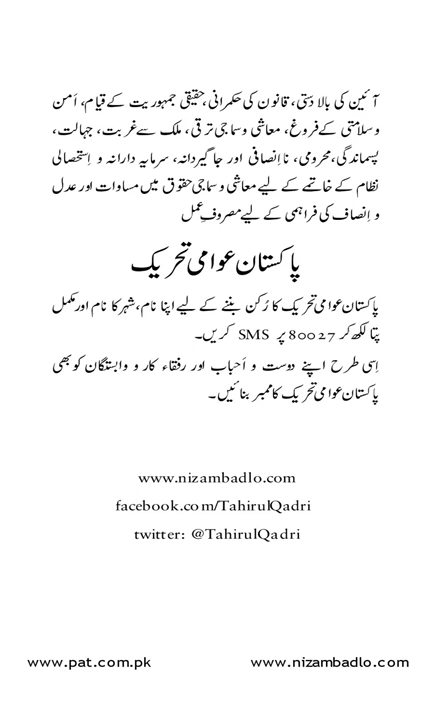 آئین کی بالا دستی، قانون کی حکمرانی، حقیقی جمہوریت کے قیام، اَمن
و سلامتی کے فروغ، معاشی وسماجی ترقی، ملک سے غربت، جہالت،
پسماندگی، محرومی، نااِنصافی اور جاگیردانہ، سرمایہ دارانہ و اِستحصالی
نظام کے خاتمے کے لیے معاشی و سماجی حقوق میں مساوات اور عدل
و اِنصاف کی فراہمی کے لیے مصروفِ عمل
پاکستان عوامی تحریک
پاکستان عوامی تحریک کا رُکن بننے کے لیے اپنا نام، شہر کا نام اور مکمل
پتا لکھ کر 80027 پر SMS کریں۔
اِسی طرح اپنے دوست و اَحباب اور رفقاء کار و وابستگان کو بھی
پاکستان عوامی تحریک کا ممبر بنائیں۔
www.nizambadlo.com
facebook.com/TahirulQadri
twitter: @TahirulQadri
www.pat.com.pk www.nizambadlo.com